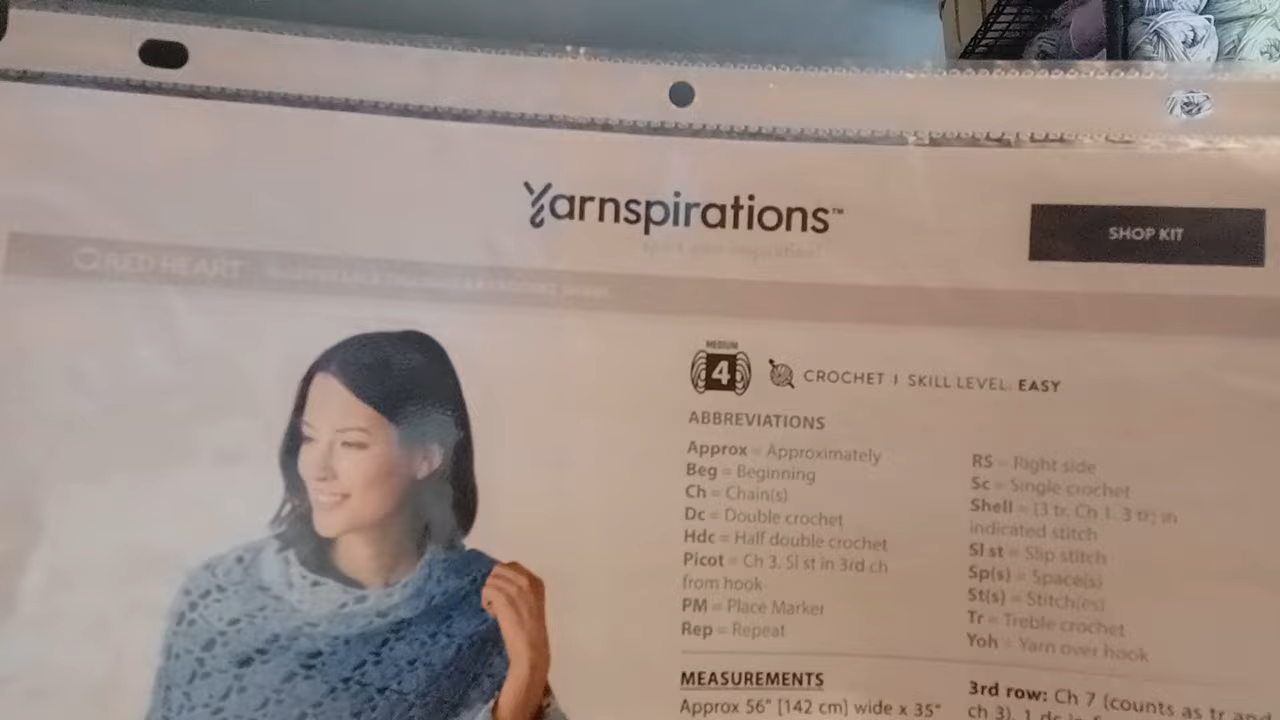 Yarnspirations™
SHOP KIT
RED HEART
MEDIUM
4
CROCHET I SKILL LEVEL: EASY
ABBREVIATIONS
Approx = Approximately
Beg = Beginning
Ch = Chain(s)
Dc = Double crochet
Hdc = Half double crochet
Picot = Ch 3. Sl st in 3rd ch
from hook
PM = Place Marker
Rep = Repeat
RS = Right side
Sc = Single crochet
Shell = (3 tr. Ch 1. 3 tr) in
indicated stitch
Sl st = Slip stitch
Sp(s) = Space(s)
St(s) = Stitch(es)
Tr = Treble crochet
Yoh = Yarn over hook
MEASUREMENTS
Approx 56" [142 cm] wide x 35"
3rd row: Ch 7 (counts as tr and
ch 3). 1 dc in